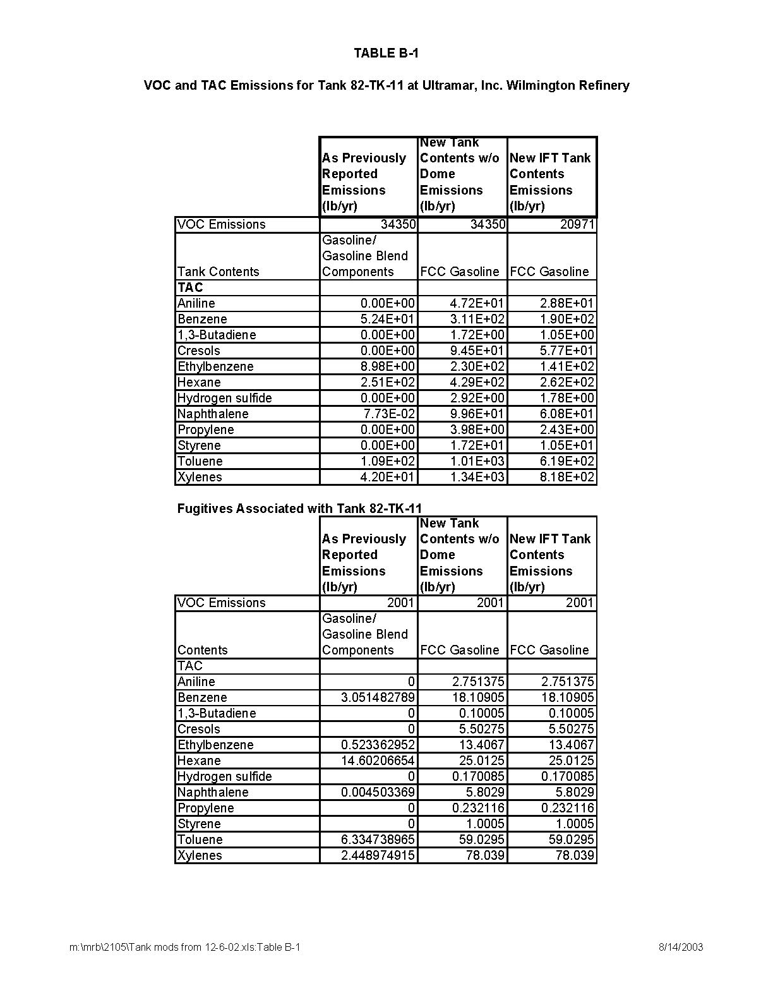 TABLE B-1
VOC and TAC Emissions for Tank 82-TK-11 at Ultramar, Inc. Wilmington Refinery
New Tank
As Previously Contents w/o New IFT Tank
Reported Dome Contents
Emissions Emissions Emissions
(lb/yr) (lb/yr) (lb/yr)
VOC Emissions 34350 34350 20971
Gasoline/
Gasoline Blend
Tank Contents Components FCC Gasoline FCC Gasoline
TAC
Aniline 0.00E+00 4.72E+01 2.88E+01
Benzene 5.24E+01 3.11E+02 1.90E+02
1,3-Butadiene 0.00E+00 1.72E+00 1.05E+00
Cresols 0.00E+00 9.45E+01 5.77E+01
Ethylbenzene 8.98E+00 2.30E+02 1.41E+02
Hexane 2.51E+02 4.29E+02 2.62E+02
Hydrogen sulfide 0.00E+00 2.92E+00 1.78E+00
Naphthalene 7.73E-02 9.96E+01 6.08E+01
Propylene 0.00E+00 3.98E+00 2.43E+00
Styrene 0.00E+00 1.72E+01 1.05E+01
Toluene 1.09E+02 1.01E+03 6.19E+02
Xylenes 4.20E+01 1.34E+03 8.18E+02
Fugitives Associated with Tank 82-TK-11
New Tank
As Previously Contents w/o New IFT Tank
Reported Dome Contents
Emissions Emissions Emissions
(lb/yr) (lb/yr) (lb/yr)
VOC Emissions 2001 2001 2001
Gasoline/
Gasoline Blend
Contents Components FCC Gasoline FCC Gasoline
TAC
Aniline 0 2.751375 2.751375
Benzene 3.051482789 18.10905 18.10905
1,3-Butadiene 0 0.10005 0.10005
Cresols 0 5.50275 5.50275
Ethylbenzene 0.523362952 13.4067 13.4067
Hexane 14.60206654 25.0125 25.0125
Hydrogen sulfide 0 0.170085 0.170085
Naphthalene 0.004503369 5.8029 5.8029
Propylene 0 0.232116 0.232116
Styrene 0 1.0005 1.0005
Toluene 6.334738965 59.0295 59.0295
Xylenes 2.448974915 78.039 78.039
m:\mrb\2105\Tank mods from 12-6-02.xls:Table B-1 8/14/2003